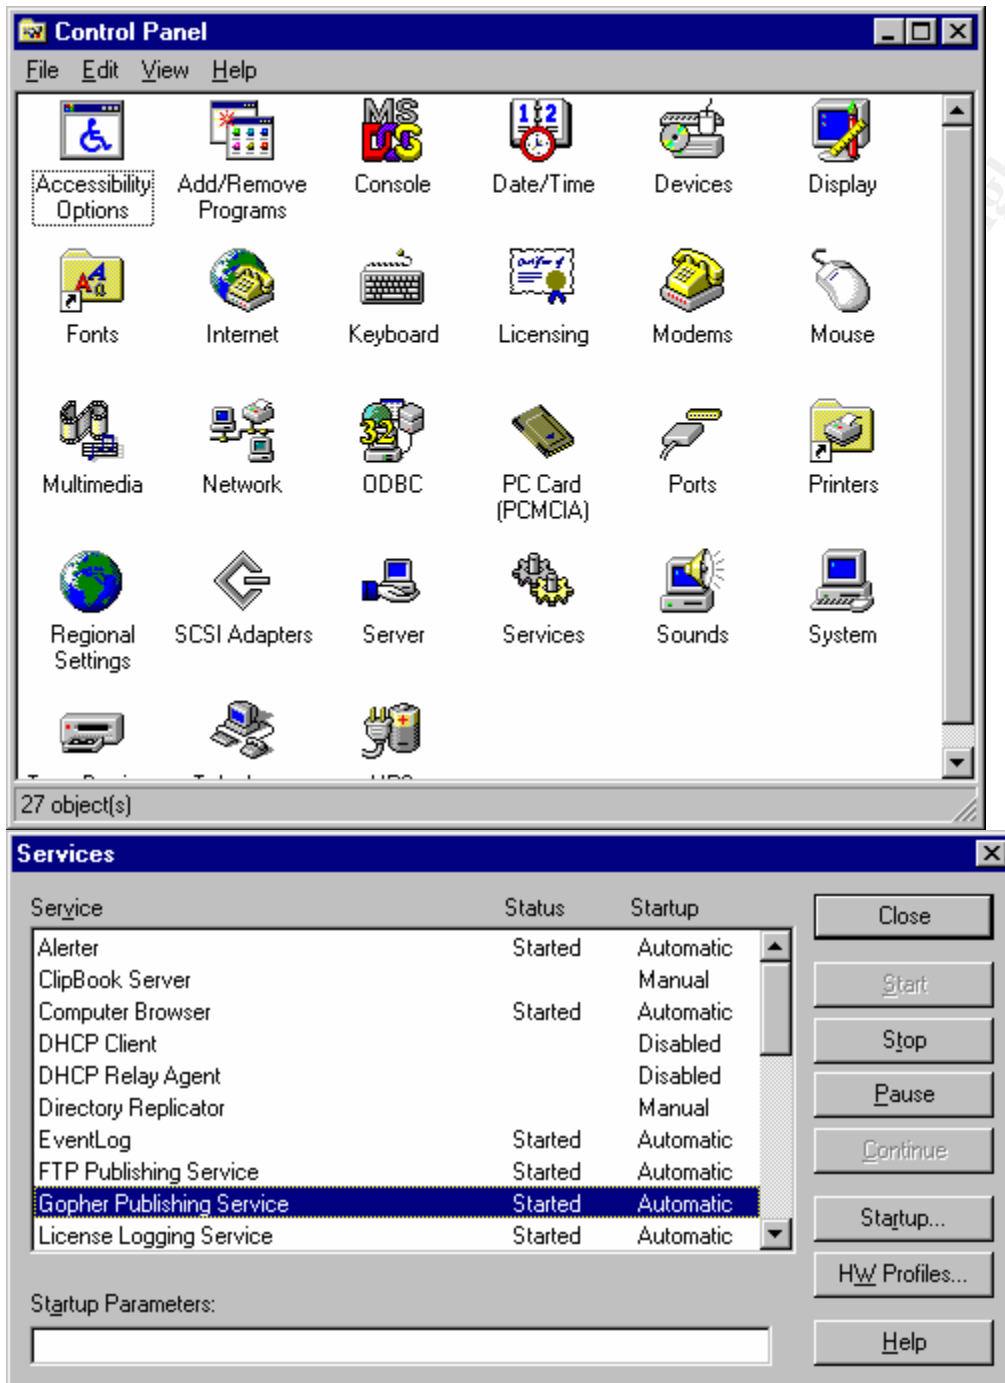 Control Panel
File Edit View Help
Accessibility Options
Add/Remove Programs
Console
Date/Time
Devices
Display
Fonts
Internet
Keyboard
Licensing
Modems
Mouse
Multimedia
Network
ODBC
PC Card (PCMCIA)
Ports
Printers
Regional Settings
SCSI Adapters
Server
Services
Sounds
System
27 object(s)
Services
Service Status Startup
Alerter Started Automatic
ClipBook Server Manual
Computer Browser Started Automatic
DHCP Client Disabled
DHCP Relay Agent Disabled
Directory Replicator Manual
EventLog Started Automatic
FTP Publishing Service Started Automatic
Gopher Publishing Service Started Automatic
License Logging Service Started Automatic
Startup Parameters:
Close
Start
Stop
Pause
Continue
Startup...
HW Profiles...
Help